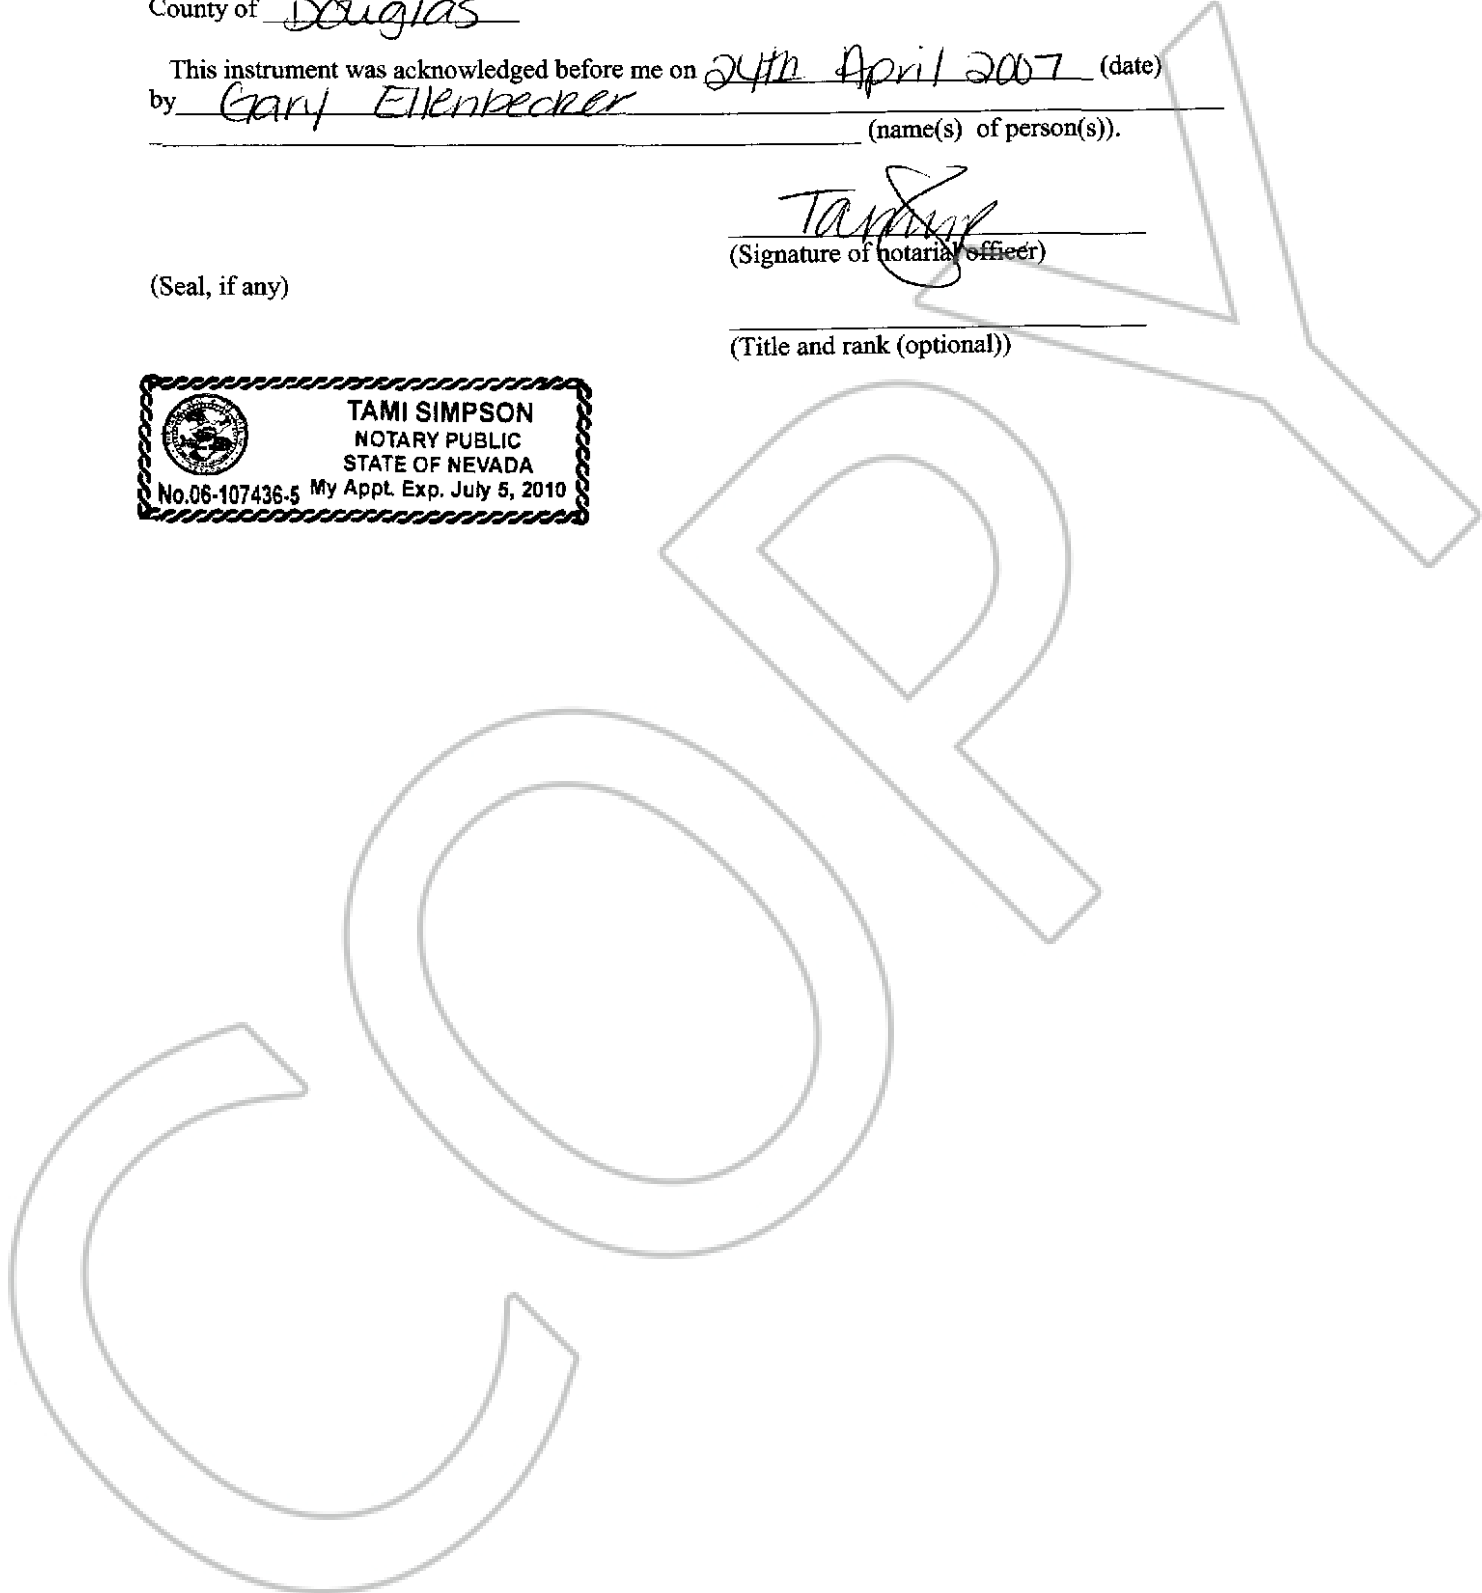 County of Douglas
This instrument was acknowledged before me on 24th April 2007 (date)
by Gary Ellenbecker
(name(s) of person(s)).
(Signature of notarial officer)
(Seal, if any)
(Title and rank (optional))
TAMI SIMPSON
NOTARY PUBLIC
STATE OF NEVADA
No.06-107436-5 My Appt. Exp. July 5, 2010
COPY